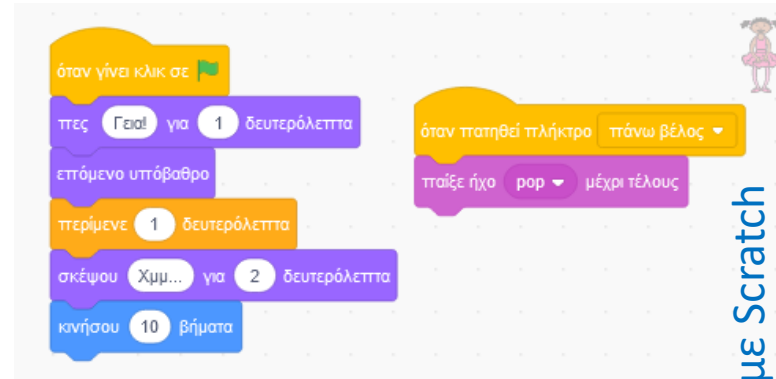 όταν γίνει κλικ σε
πες Γεια! για 1 δευτερόλεπτα
επόμενο υπόβαθρο
περίμενε 1 δευτερόλεπτα
σκέψου Χμμ... για 2 δευτερόλεπτα
κινήσου 10 βήματα
όταν πατηθεί πλήκτρο πάνω βέλος
παίξε ήχο pop μέχρι τέλους
με Scratch